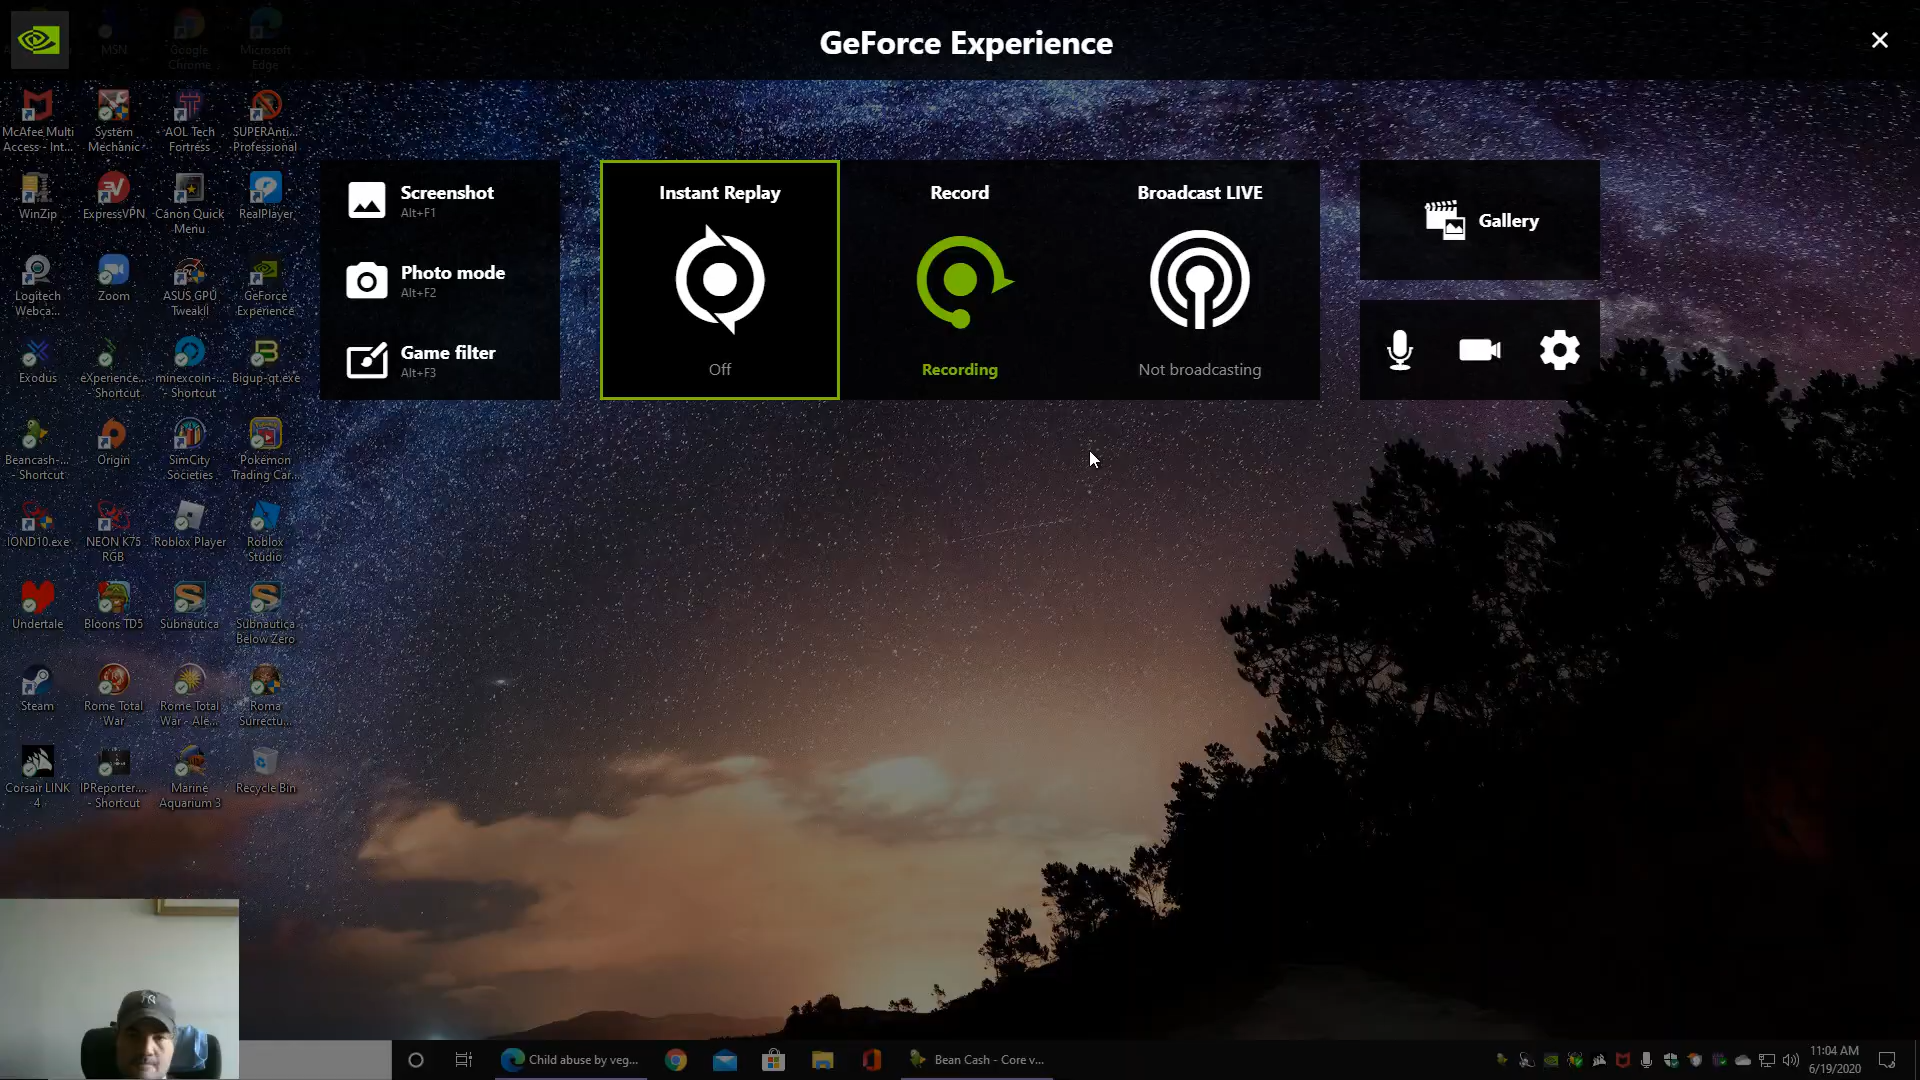 GeForce Experience
MSN
Google
Chrome
Microsoft
Edge
McAfee Multi
Access - Int...
System
Mechanic
AOL Tech
Fortress
SUPERAnti...
Professional
WinZip
ExpressVPN
Canon Quick
Menu
RealPlayer
Logitech
Webca...
Zoom
ASUS GPU
TweakII
GeForce
Experience
Exodus
eXperience...
- Shortcut
minexcoin-...
- Shortcut
Bigup-qt.exe
Beancash-...
- Shortcut
Origin
SimCity
Societies
Pokemon
Trading Car...
IOND10.exe
NEON K75
RGB
Roblox Player
Roblox
Studio
Undertale
Bloons TD5
Subnautica
Subnautica
Below Zero
Steam
Rome Total
War
Rome Total
War - Ale...
Roma
Surrectu...
Corsair LINK
4
IPReporter....
- Shortcut
Marine
Aquarium 3
Recycle Bin
Screenshot
Alt+F1
Photo mode
Alt+F2
Game filter
Alt+F3
Instant Replay
Off
Record
Recording
Broadcast LIVE
Not broadcasting
Gallery
Child abuse by veg...
Bean Cash - Core v...
11:04 AM
6/19/2020